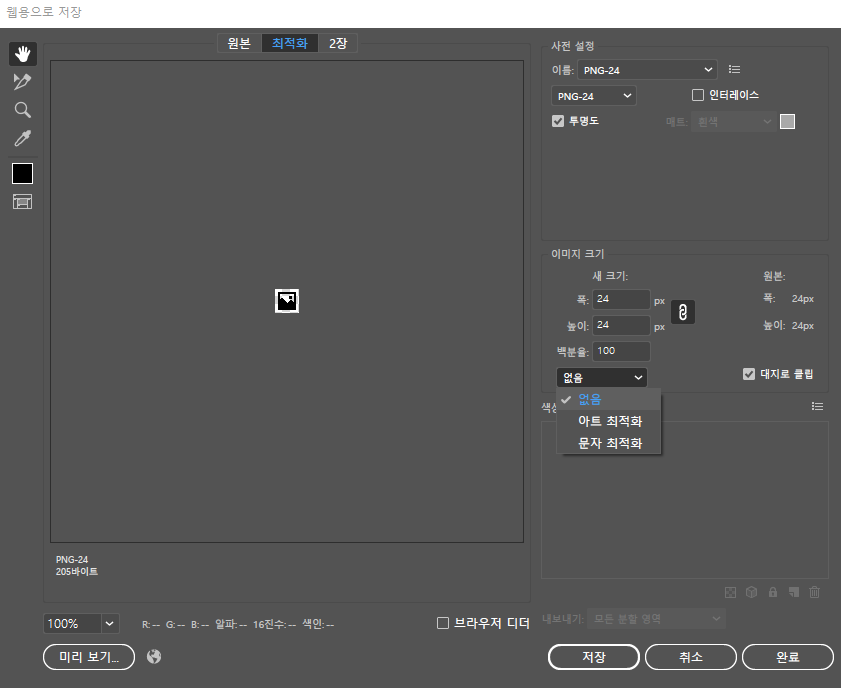 웹용으로 저장
원본 최적화 2장
사전 설정
이름: PNG-24
PNG-24 인터레이스
투명도 매트: 흰색
이미지 크기
새 크기: 원본:
폭: 24 px 폭: 24px
높이: 24 px 높이: 24px
백분율: 100
없음 대지로 클립
없음
아트 최적화
문자 최적화
PNG-24
205바이트
100% R: -- G: -- B: -- 알파: -- 16진수: -- 색인: -- 브라우저 디더
내보내기: 모든 분할 영역
미리 보기... 저장 취소 완료